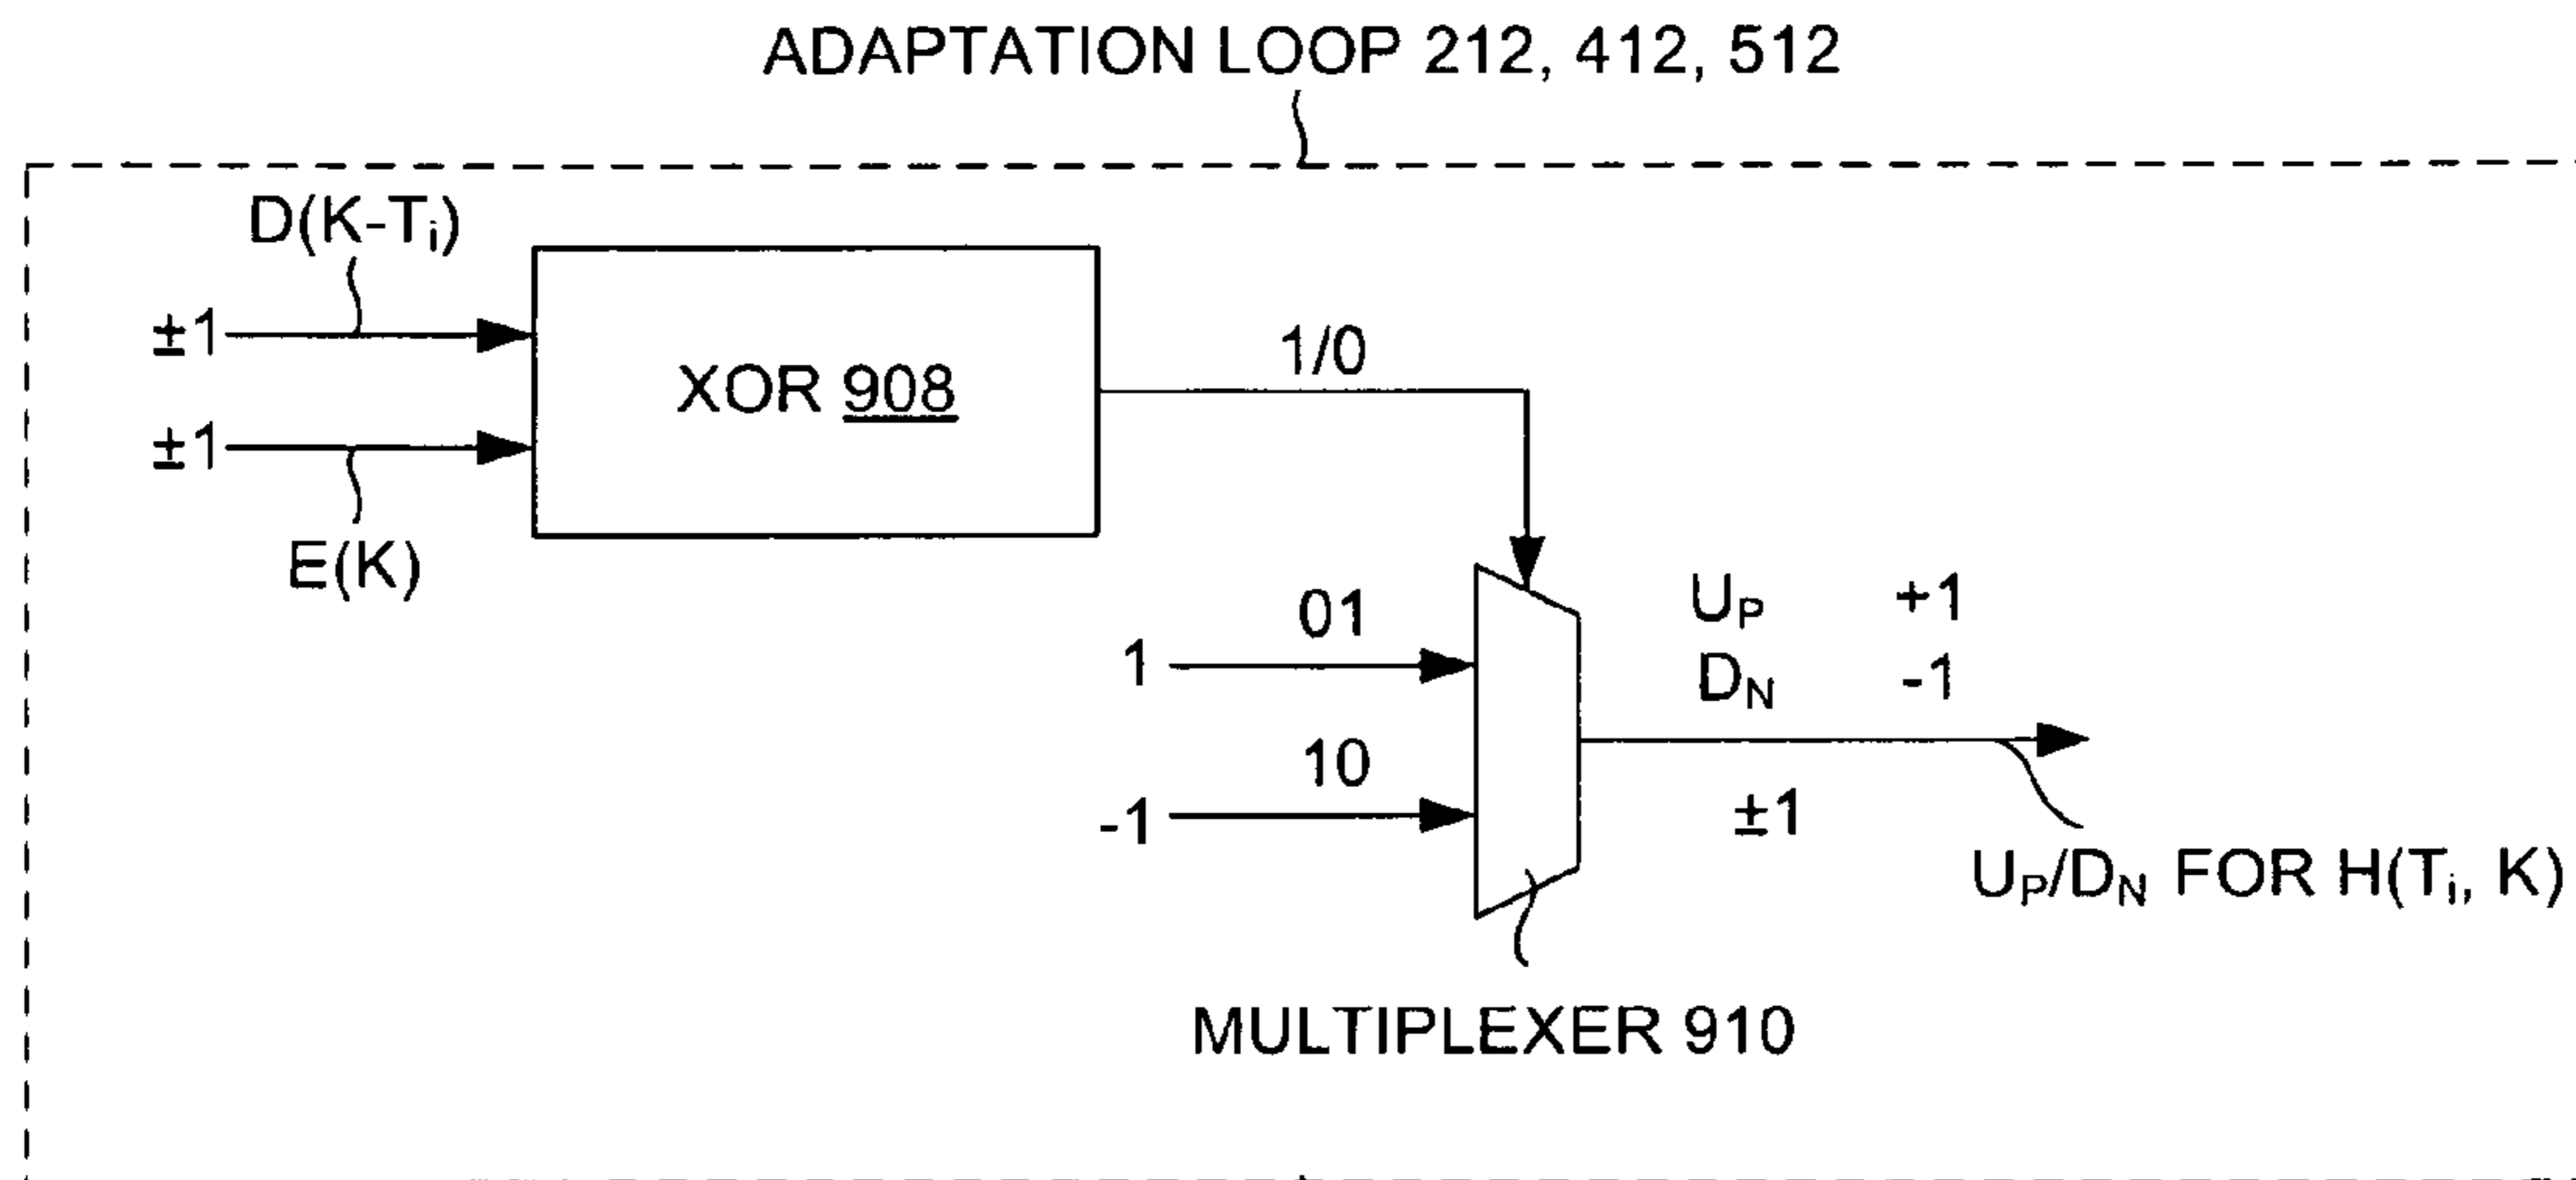 ADAPTATION LOOP 212, 412, 512
D(K-Ti)
±1
XOR 908
1/0
±1
E(K)
01
1
UP +1
DN -1
10
-1
±1
UP/DN FOR H(Ti, K)
MULTIPLEXER 910